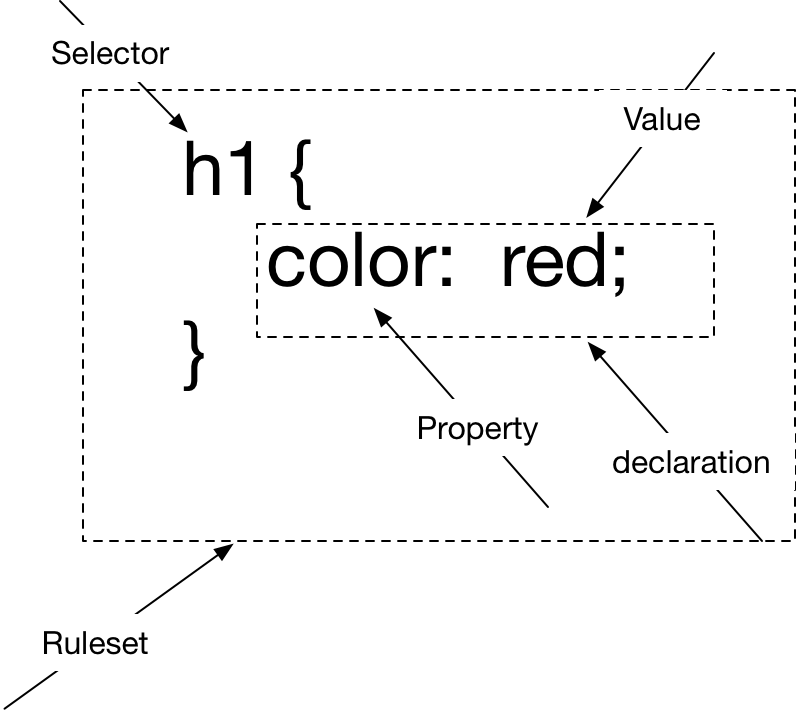 Selector
Value
h1 {
color: red;
}
Property
declaration
Ruleset